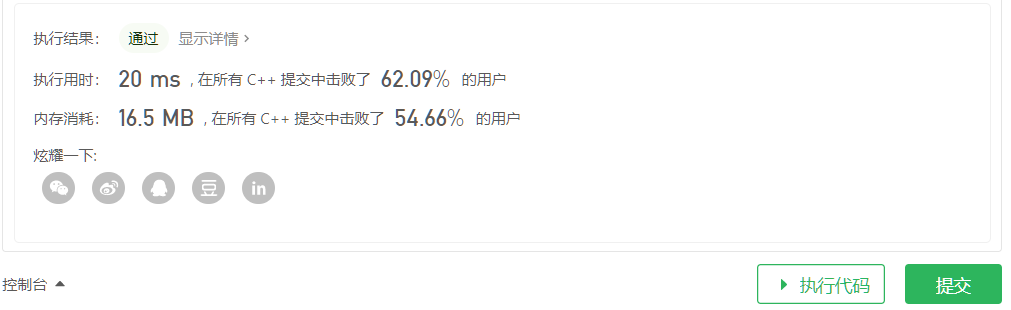 执行结果： 通过 显示详情 ›
执行用时： 20 ms , 在所有 C++ 提交中击败了 62.09% 的用户
内存消耗： 16.5 MB , 在所有 C++ 提交中击败了 54.66% 的用户
炫耀一下:
豆 in
控制台 执行代码 提交